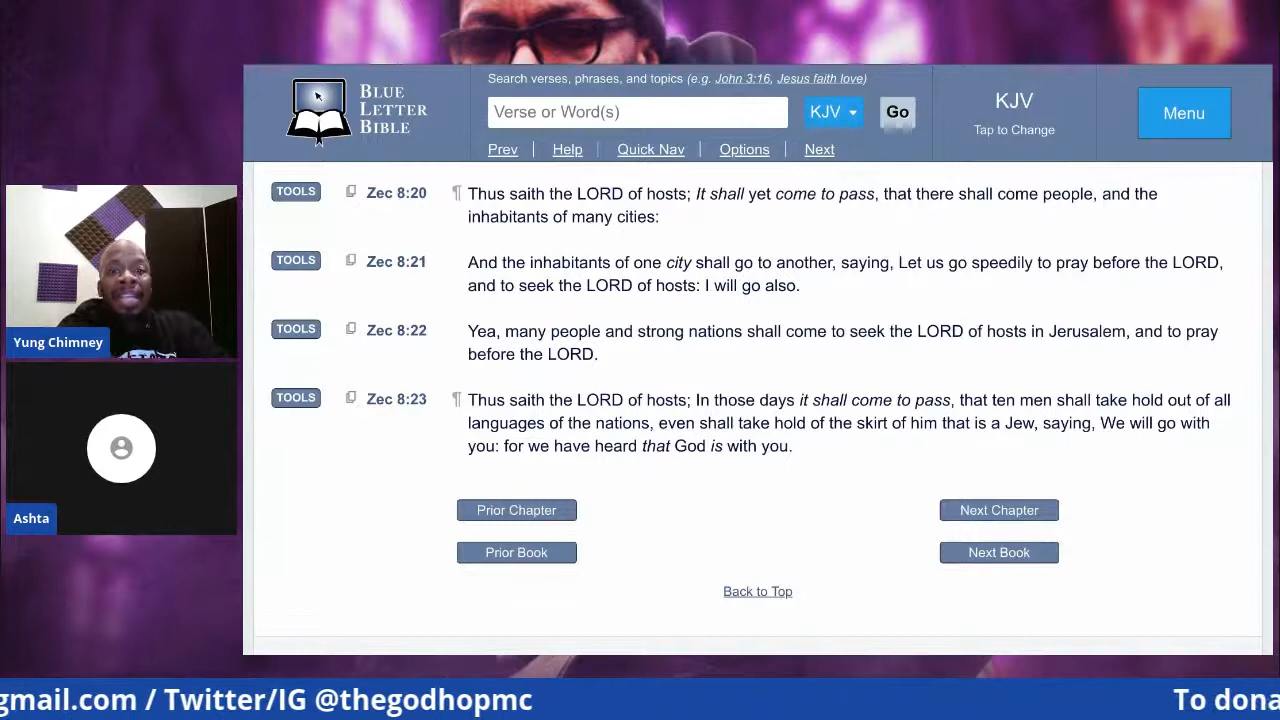 Search verses, phrases, and topics (e.g. John 3:16, Jesus faith love)
BLUE
LETTER
BIBLE
Verse or Word(s)
KJV
Go
KJV
Tap to Change
Menu
Prev
Help
Quick Nav
Options
Next
TOOLS Zec 8:20 ¶ Thus saith the LORD of hosts; It shall yet come to pass, that there shall come people, and the
inhabitants of many cities:
TOOLS Zec 8:21 And the inhabitants of one city shall go to another, saying, Let us go speedily to pray before the LORD,
and to seek the LORD of hosts: I will go also.
TOOLS Zec 8:22 Yea, many people and strong nations shall come to seek the LORD of hosts in Jerusalem, and to pray
before the LORD.
TOOLS Zec 8:23 ¶ Thus saith the LORD of hosts; In those days it shall come to pass, that ten men shall take hold out of all
languages of the nations, even shall take hold of the skirt of him that is a Jew, saying, We will go with
you: for we have heard that God is with you.
Prior Chapter
Next Chapter
Prior Book
Next Book
Back to Top
Yung Chimney
Ashta
gmail.com / Twitter/IG @thegodhopmc
To dona